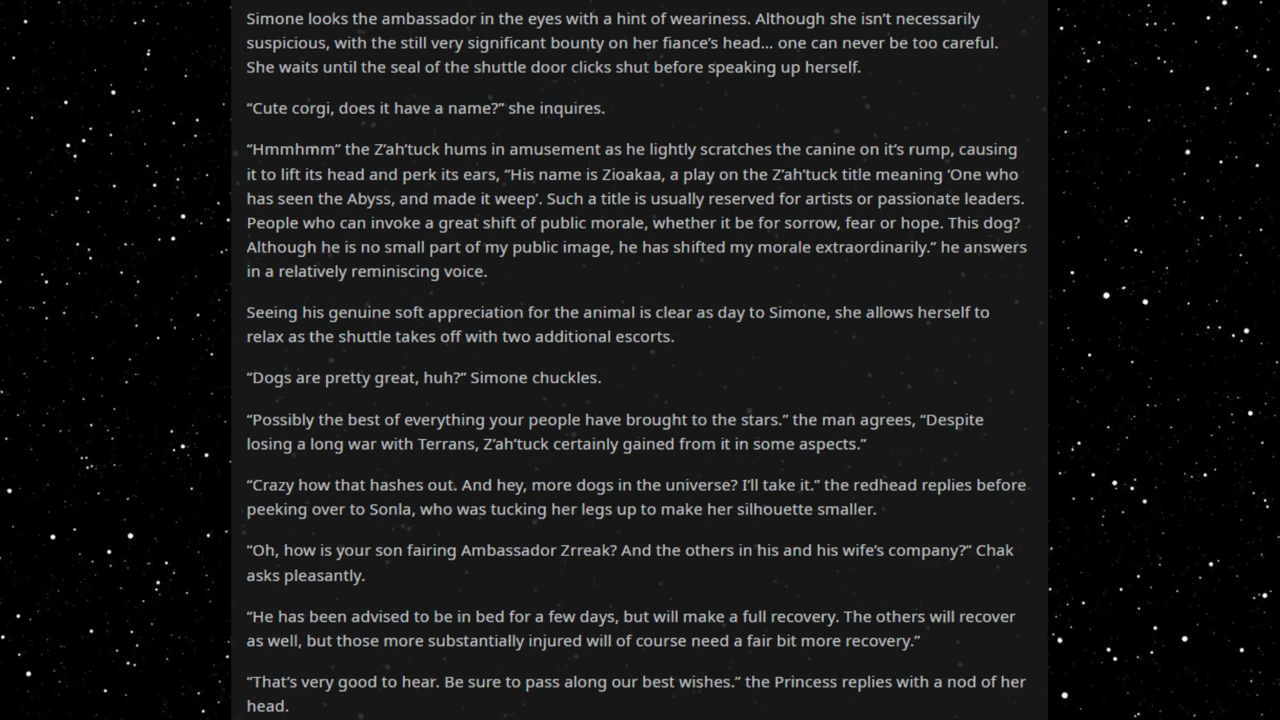 Simone looks the ambassador in the eyes with a hint of weariness. Although she isn’t necessarily
suspicious, with the still very significant bounty on her fiance’s head… one can never be too careful.
She waits until the seal of the shuttle door clicks shut before speaking up herself.
“Cute corgi, does it have a name?” she inquires.
“Hmmhmm” the Z’ah’tuck hums in amusement as he lightly scratches the canine on it’s rump, causing
it to lift its head and perk its ears, “His name is Zioakaa, a play on the Z’ah’tuck title meaning ‘One who
has seen the Abyss, and made it weep’. Such a title is usually reserved for artists or passionate leaders.
People who can invoke a great shift of public morale, whether it be for sorrow, fear or hope. This dog?
Although he is no small part of my public image, he has shifted my morale extraordinarily.” he answers
in a relatively reminiscing voice.
Seeing his genuine soft appreciation for the animal is clear as day to Simone, she allows herself to
relax as the shuttle takes off with two additional escorts.
“Dogs are pretty great, huh?” Simone chuckles.
“Possibly the best of everything your people have brought to the stars.” the man agrees, “Despite
losing a long war with Terrans, Z’ah’tuck certainly gained from it in some aspects.”
“Crazy how that hashes out. And hey, more dogs in the universe? I’ll take it.” the redhead replies before
peeking over to Sonla, who was tucking her legs up to make her silhouette smaller.
“Oh, how is your son fairing Ambassador Zrreak? And the others in his and his wife’s company?” Chak
asks pleasantly.
“He has been advised to be in bed for a few days, but will make a full recovery. The others will recover
as well, but those more substantially injured will of course need a fair bit more recovery.”
“That’s very good to hear. Be sure to pass along our best wishes.” the Princess replies with a nod of her
head.